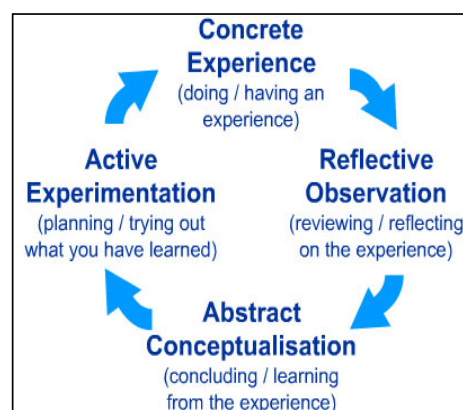 Concrete
Experience
(doing / having an
experience)
Reflective
Observation
(reviewing / reflecting
on the experience)
Abstract
Conceptualisation
(concluding / learning
from the experience)
Active
Experimentation
(planning / trying out
what you have learned)